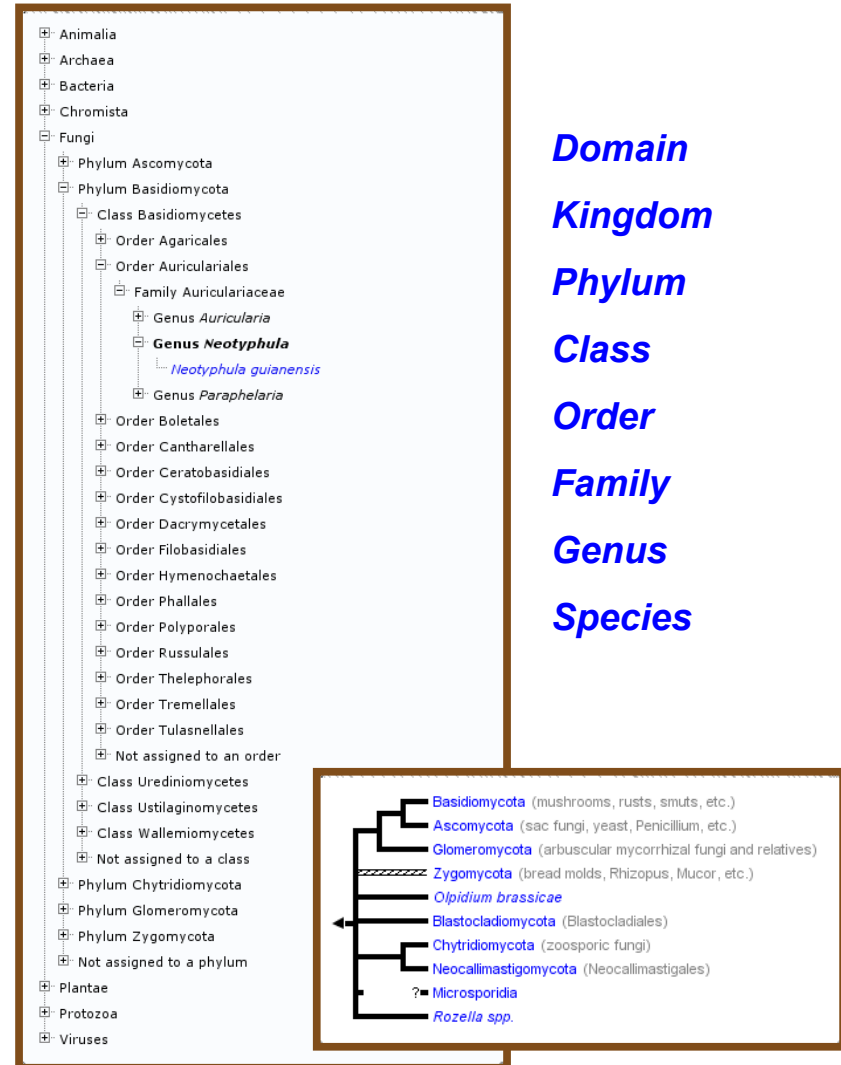 Animalia
Archaea
Bacteria
Chromista
Fungi
Phylum Ascomycota
Phylum Basidiomycota
Class Basidiomycetes
Order Agaricales
Order Auriculariales
Family Auriculariaceae
Genus Auricularia
Genus Neotyphula
Neotyphula guianensis
Genus Paraphelaria
Order Boletales
Order Cantharellales
Order Ceratobasidiales
Order Cystofilobasidiales
Order Dacrymycetales
Order Filobasidiales
Order Hymenochaetales
Order Phallales
Order Polyporales
Order Russulales
Order Thelephorales
Order Tremellales
Order Tulasnellales
Not assigned to an order
Class Urediniomycetes
Class Ustilaginomycetes
Class Wallemiomycetes
Not assigned to a class
Phylum Chytridiomycota
Phylum Glomeromycota
Phylum Zygomycota
Not assigned to a phylum
Plantae
Protozoa
Viruses
Domain
Kingdom
Phylum
Class
Order
Family
Genus
Species
Basidiomycota (mushrooms, rusts, smuts, etc.)
Ascomycota (sac fungi, yeast, Penicillium, etc.)
Glomeromycota (arbuscular mycorrhizal fungi and relatives)
Zygomycota (bread molds, Rhizopus, Mucor, etc.)
Olpidium brassicae
Blastocladiomycota (Blastocladiales)
Chytridiomycota (zoosporic fungi)
Neocallimastigomycota (Neocallimastigales)
? Microsporidia
Rozella spp.